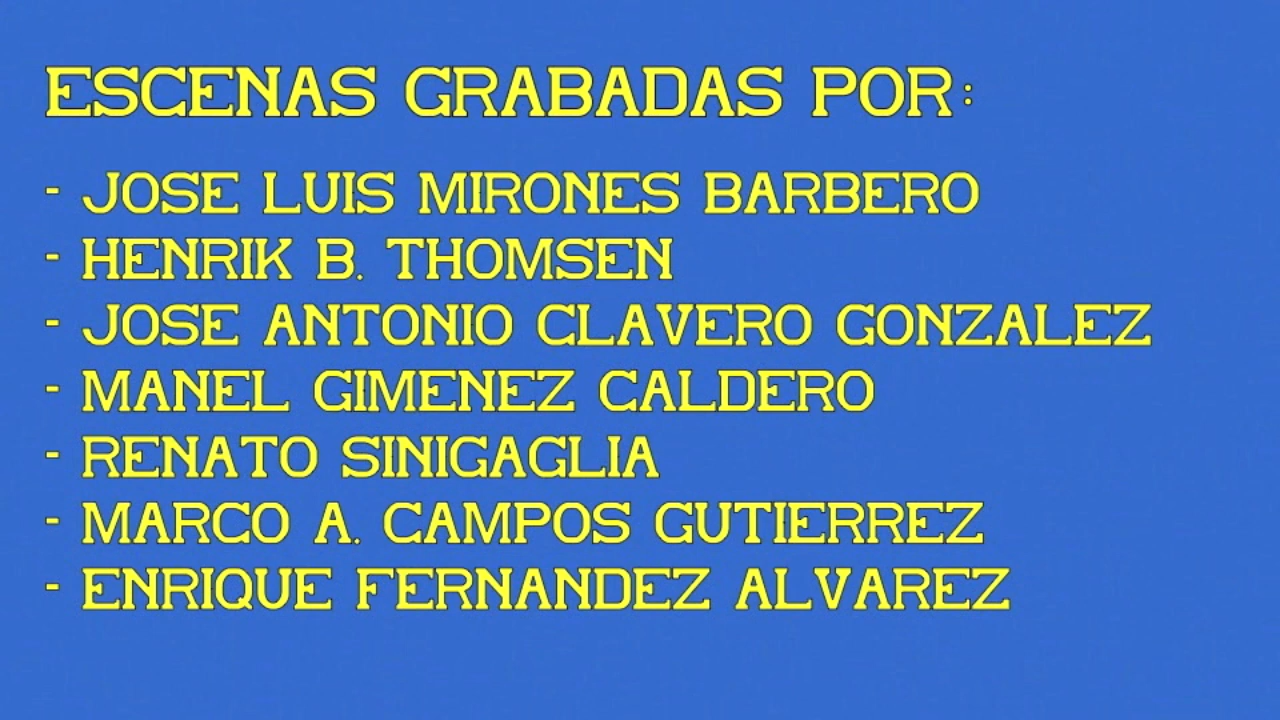 ESCENAS GRABADAS POR:
- JOSE LUIS MIRONES BARBERO
- HENRIK B. THOMSEN
- JOSE ANTONIO CLAVERO GONZALEZ
- MANEL GIMENEZ CALDERO
- RENATO SINIGAGLIA
- MARCO A. CAMPOS GUTIERREZ
- ENRIQUE FERNANDEZ ALVAREZ